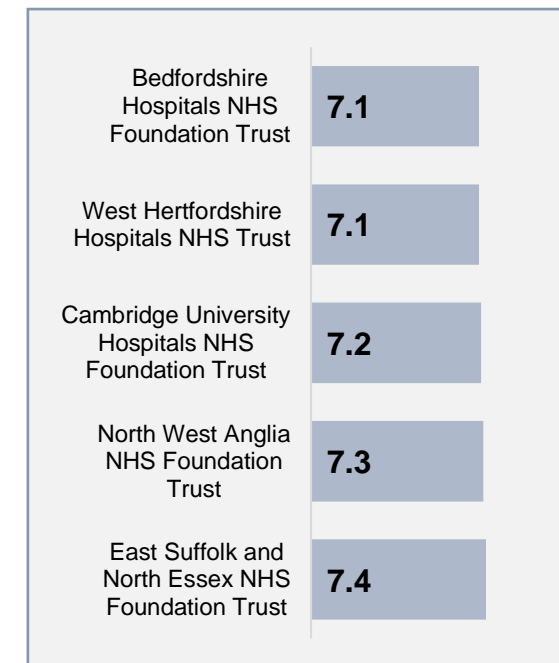 Bedfordshire
Hospitals NHS
Foundation Trust
7.1
West Hertfordshire
Hospitals NHS Trust
7.1
Cambridge University
Hospitals NHS
Foundation Trust
7.2
North West Anglia
NHS Foundation
Trust
7.3
East Suffolk and
North Essex NHS
Foundation Trust
7.4